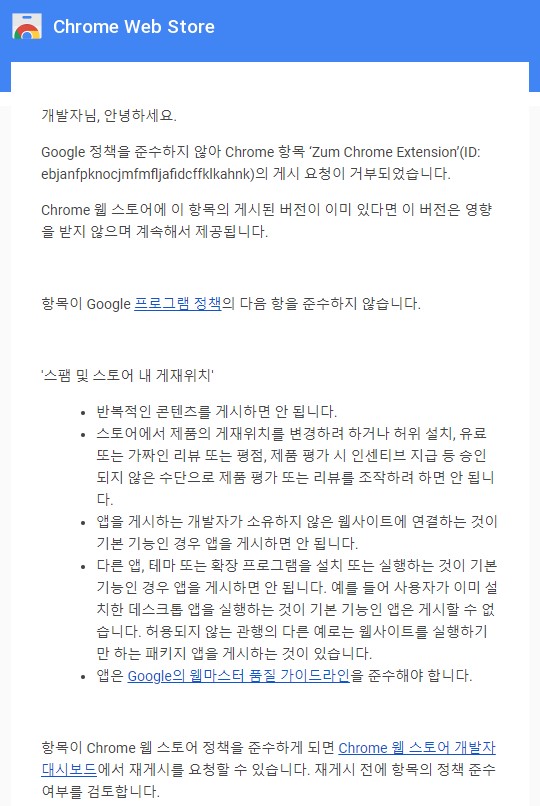 Chrome Web Store
개발자님, 안녕하세요.
Google 정책을 준수하지 않아 Chrome 항목 ‘Zum Chrome Extension’(ID:
ebjanfpknocjmfmfljafidcffklkahnk)의 게시 요청이 거부되었습니다.
Chrome 웹 스토어에 이 항목의 게시된 버전이 이미 있다면 이 버전은 영향
을 받지 않으며 계속해서 제공됩니다.
항목이 Google 프로그램 정책의 다음 항을 준수하지 않습니다.
'스팸 및 스토어 내 게재위치'
• 반복적인 콘텐츠를 게시하면 안 됩니다.
• 스토어에서 제품의 게재위치를 변경하려 하거나 허위 설치, 유료
또는 가짜인 리뷰 또는 평점, 제품 평가 시 인센티브 지급 등 승인
되지 않은 수단으로 제품 평가 또는 리뷰를 조작하려 하면 안 됩니
다.
• 앱을 게시하는 개발자가 소유하지 않은 웹사이트에 연결하는 것이
기본 기능인 경우 앱을 게시하면 안 됩니다.
• 다른 앱, 테마 또는 확장 프로그램을 설치 또는 실행하는 것이 기본
기능인 경우 앱을 게시하면 안 됩니다. 예를 들어 사용자가 이미 설
치한 데스크톱 앱을 실행하는 것이 기본 기능인 앱은 게시할 수 없
습니다. 허용되지 않는 관행의 다른 예로는 웹사이트를 실행하기
만 하는 패키지 앱을 게시하는 것이 있습니다.
• 앱은 Google의 웹마스터 품질 가이드라인을 준수해야 합니다.
항목이 Chrome 웹 스토어 정책을 준수하게 되면 Chrome 웹 스토어 개발자
대시보드에서 재게시를 요청할 수 있습니다. 재게시 전에 항목의 정책 준수
여부를 검토합니다.